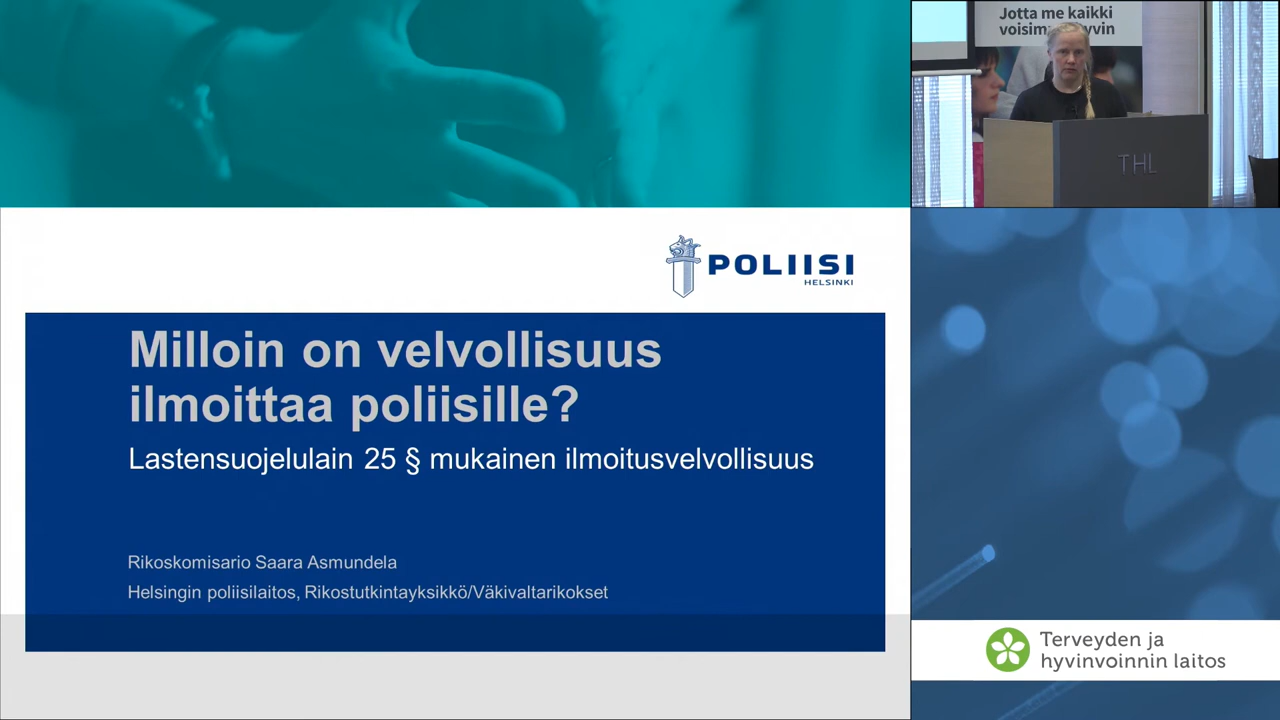 Jotta me kaikki
THL
POLIISI
HELSINKI
Milloin on velvollisuus
ilmoittaa poliisille?
Lastensuojelulain 25 § mukainen ilmoitusvelvollisuus
Rikoskomisario Saara Asmundela
Helsingin poliisilaitos, Rikostutkintayksikkö/Väkivaltarikokset
Terveyden ja
hyvinvoinnin laitos